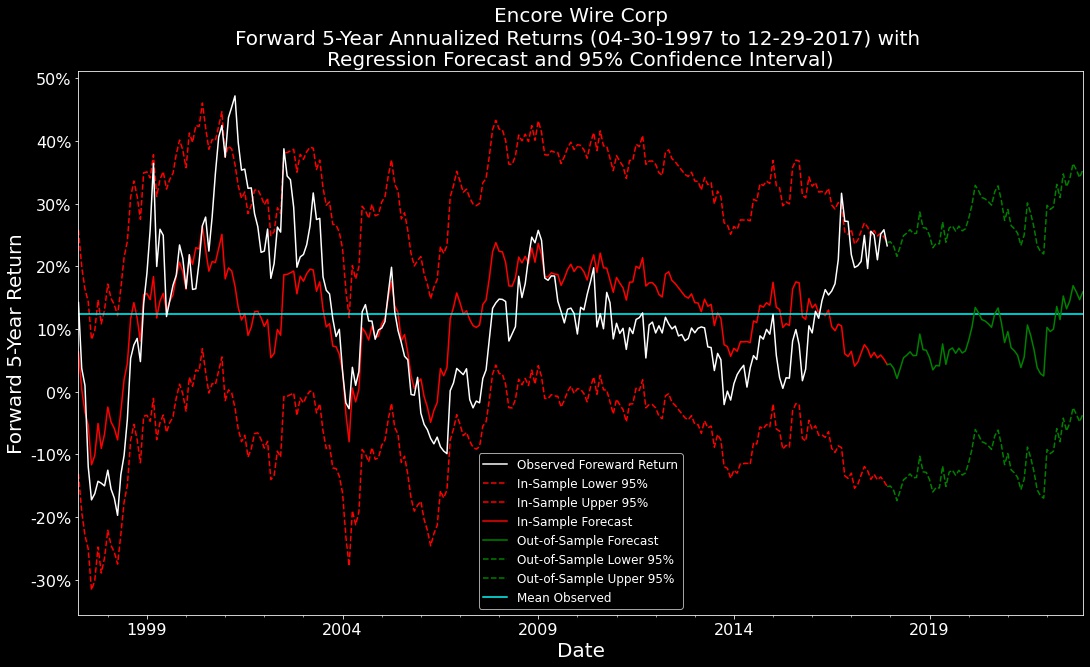 Encore Wire Corp
Forward 5-Year Annualized Returns (04-30-1997 to 12-29-2017) with
Regression Forecast and 95% Confidence Interval)
50%
40%
30%
20%
10%
0%
-10%
-20%
-30%
Forward 5-Year Return
Observed Foreward Return
In-Sample Lower 95%
In-Sample Upper 95%
In-Sample Forecast
Out-of-Sample Forecast
Out-of-Sample Lower 95%
Out-of-Sample Upper 95%
Mean Observed
1999
2004
2009
2014
2019
Date